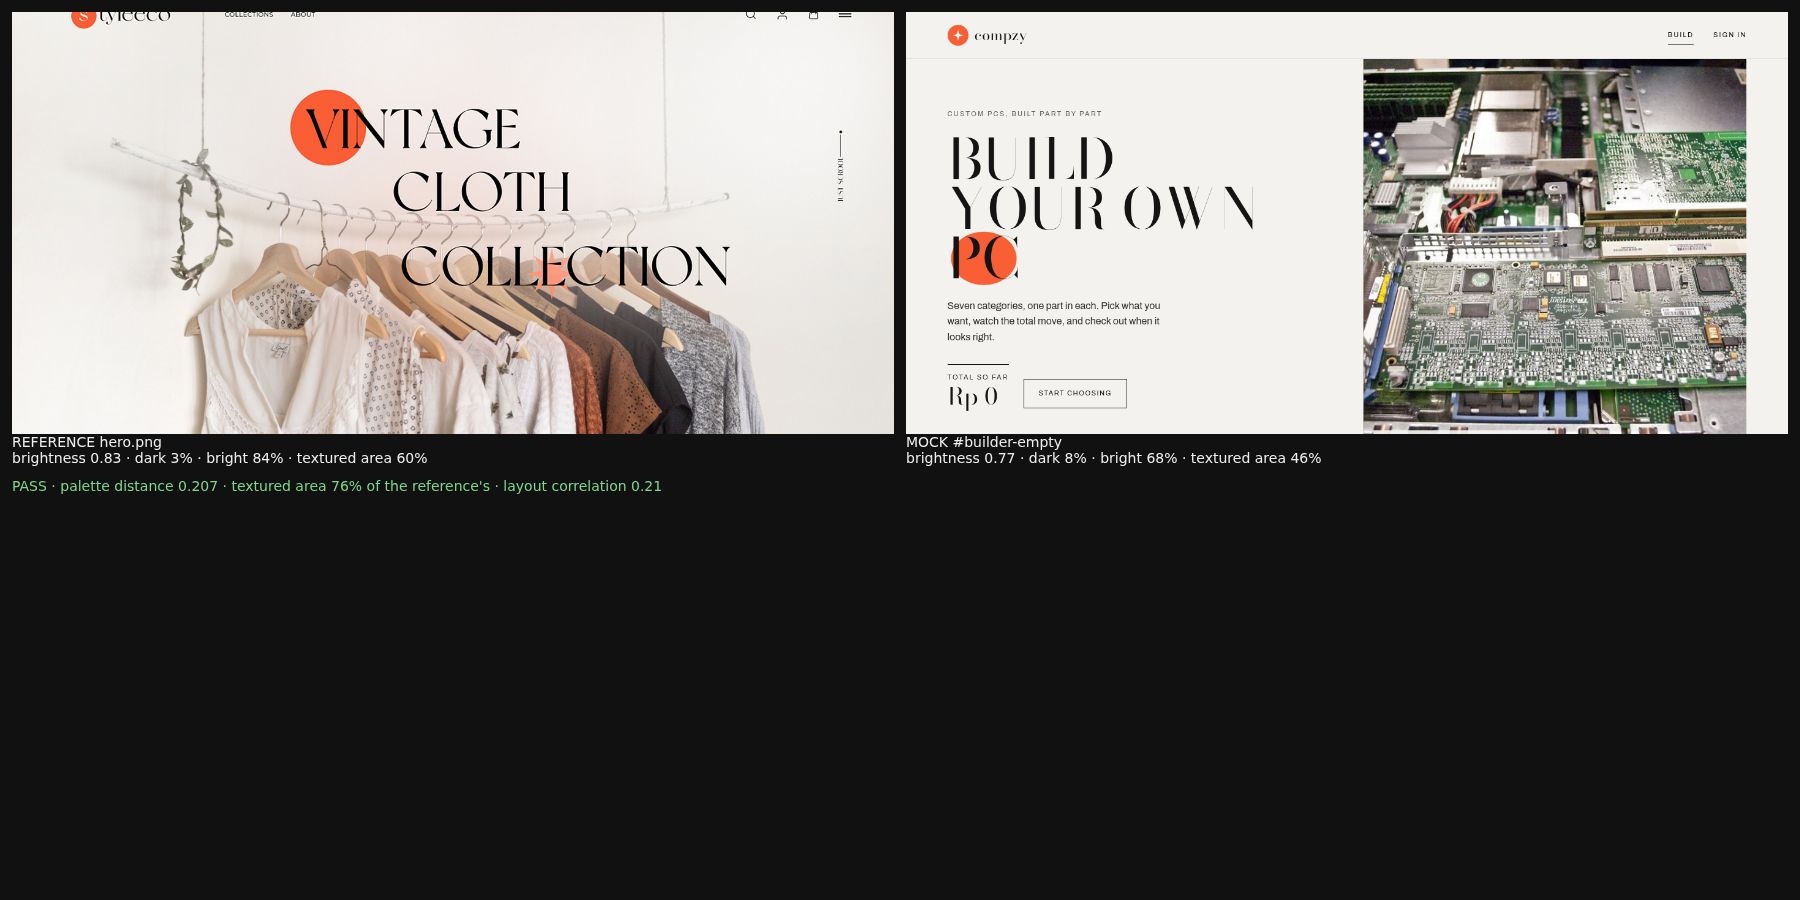 S tyleeco
COLLECTIONS ABOUT
VINTAGE
CLOTH
COLLECTION
JUST SCROLL
compzy
BUILD SIGN IN
CUSTOM PCS, BUILT PART BY PART
BUILD
YOUR OWN
PC
Seven categories, one part in each. Pick what you
want, watch the total move, and check out when it
looks right.
TOTAL SO FAR
Rp 0
START CHOOSING
REFERENCE hero.png
brightness 0.83 · dark 3% · bright 84% · textured area 60%
MOCK #builder-empty
brightness 0.77 · dark 8% · bright 68% · textured area 46%
PASS · palette distance 0.207 · textured area 76% of the reference's · layout correlation 0.21